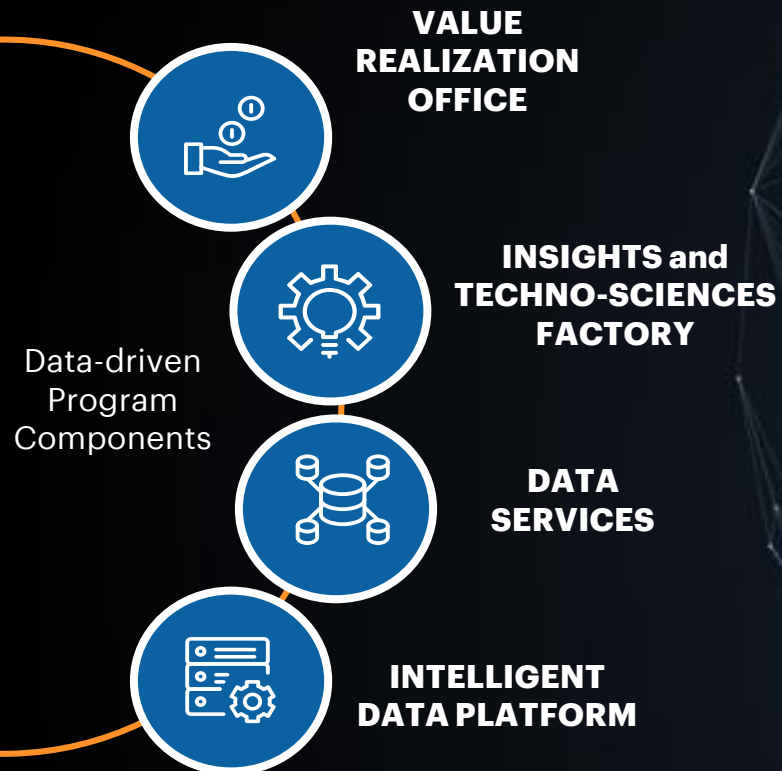 VALUE
REALIZATION
OFFICE
INSIGHTS and
TECHNO-SCIENCES
FACTORY
Data-driven
Program
Components
DATA
SERVICES
INTELLIGENT
DATA PLATFORM